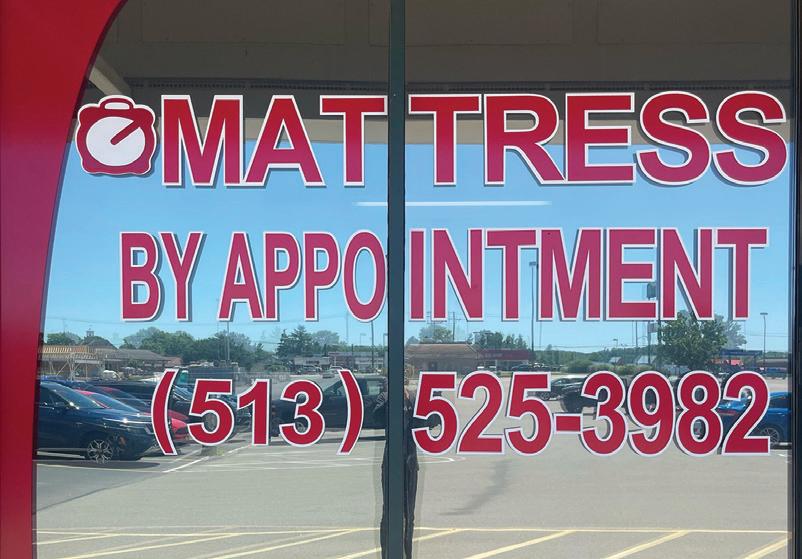 MATTRESS
BY APPOINTMENT
(513) 525-3982